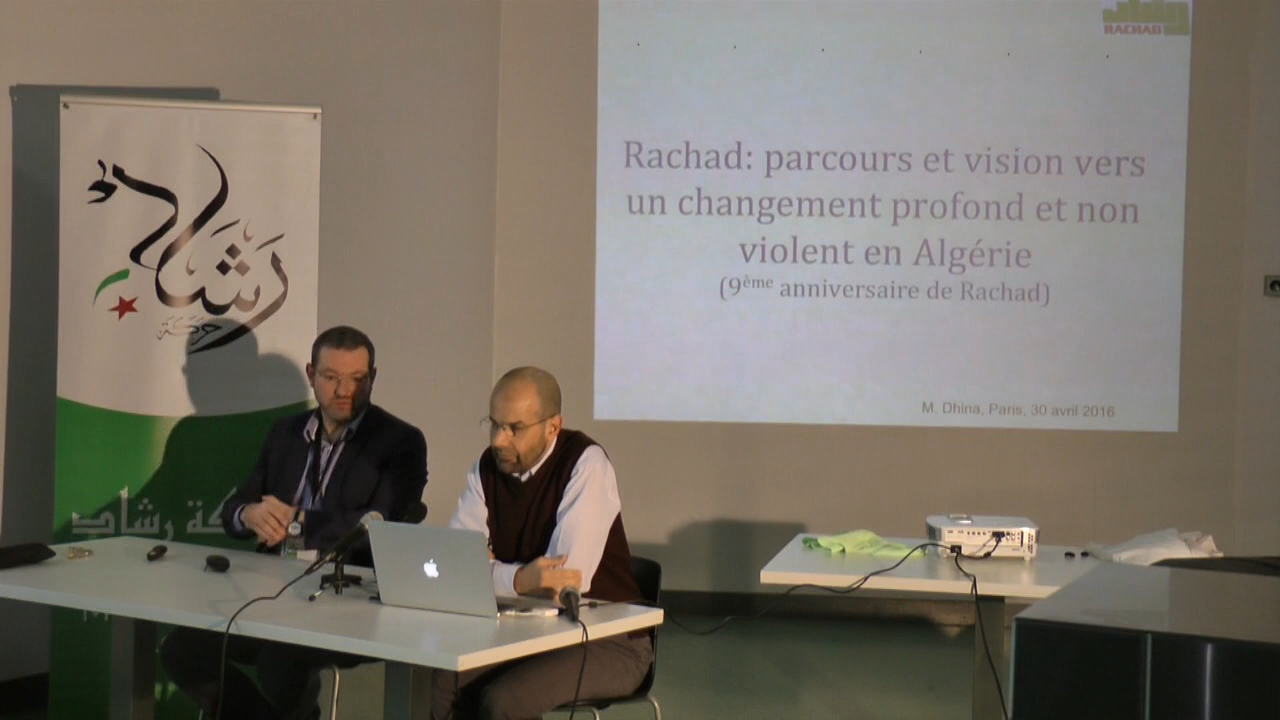 RACHAD
Rachad: parcours et vision vers
un changement profond et non
violent en Algérie
(9ème anniversaire de Rachad)
M. Dhina, Paris, 30 avril 2016
رشاد
حركة
كة رشاد